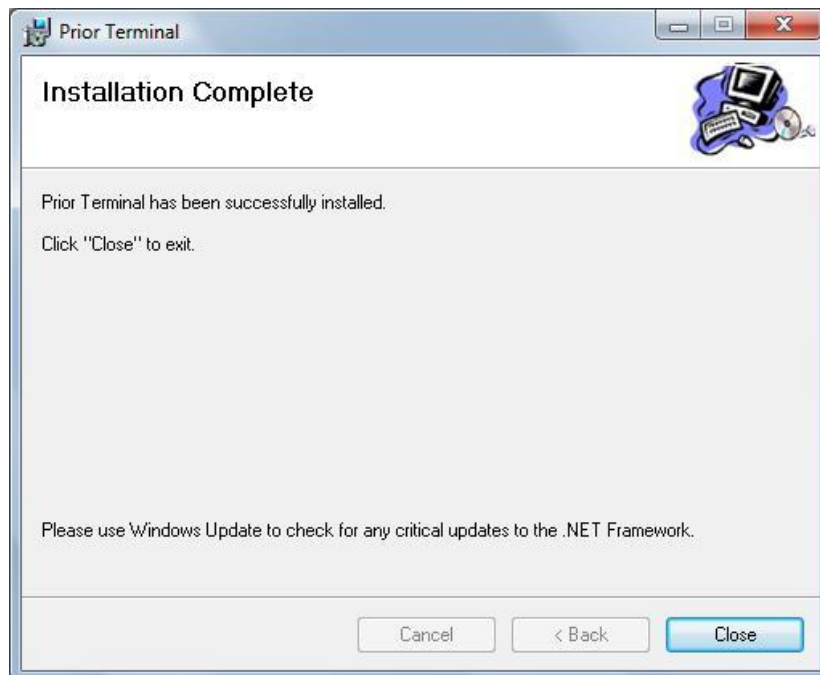 Prior Terminal
Installation Complete
Prior Terminal has been successfully installed.
Click "Close" to exit.
Please use Windows Update to check for any critical updates to the .NET Framework.
Cancel
< Back
Close